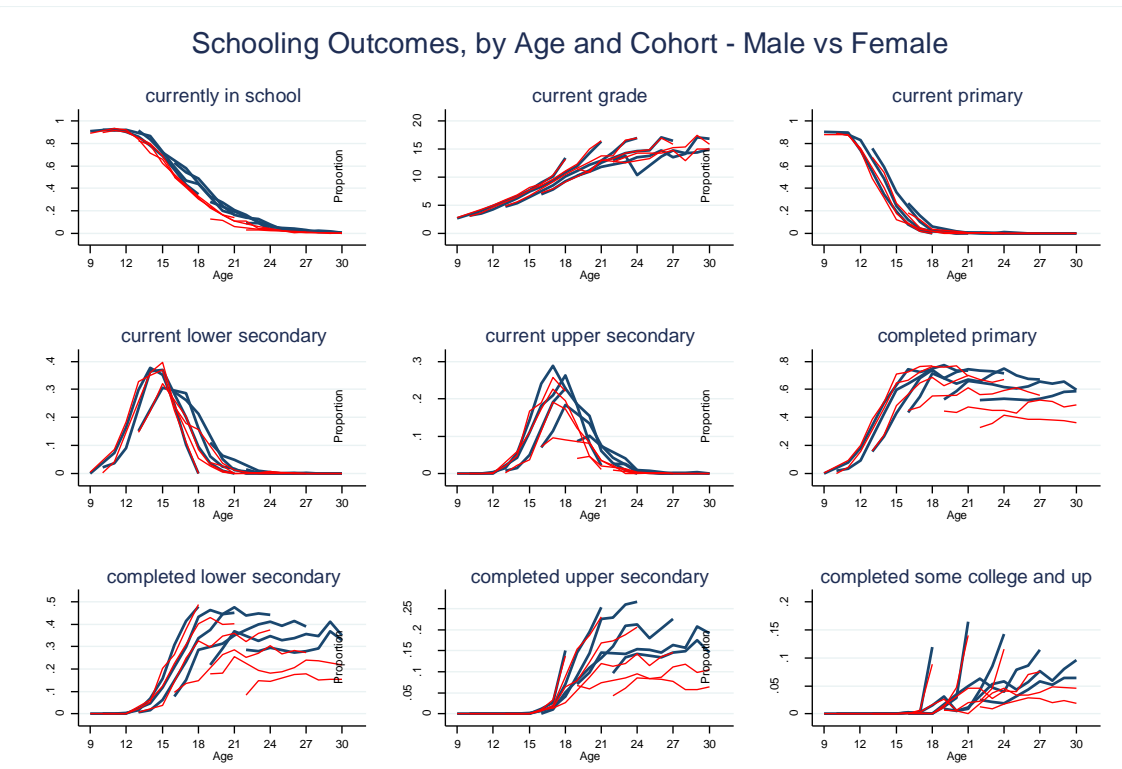 Schooling Outcomes, by Age and Cohort - Male vs Female
currently in school
1
.8
.6
.4
.2
0
9 12 15 18 21 24 27 30
Age
current grade
Proportion
20
15
10
5
0
9 12 15 18 21 24 27 30
Age
current primary
Proportion
1
.8
.6
.4
.2
0
9 12 15 18 21 24 27 30
Age
current lower secondary
.4
.3
.2
.1
0
9 12 15 18 21 24 27 30
Age
current upper secondary
Proportion
.3
.2
.1
0
9 12 15 18 21 24 27 30
Age
completed primary
Proportion
.8
.6
.4
.2
0
9 12 15 18 21 24 27 30
Age
completed lower secondary
.5
.4
.3
.2
.1
0
9 12 15 18 21 24 27 30
Age
completed upper secondary
Proportion
.25
.2
.15
.1
.05
0
9 12 15 18 21 24 27 30
Age
completed some college and up
Proportion
.2
.15
.1
.05
0
9 12 15 18 21 24 27 30
Age